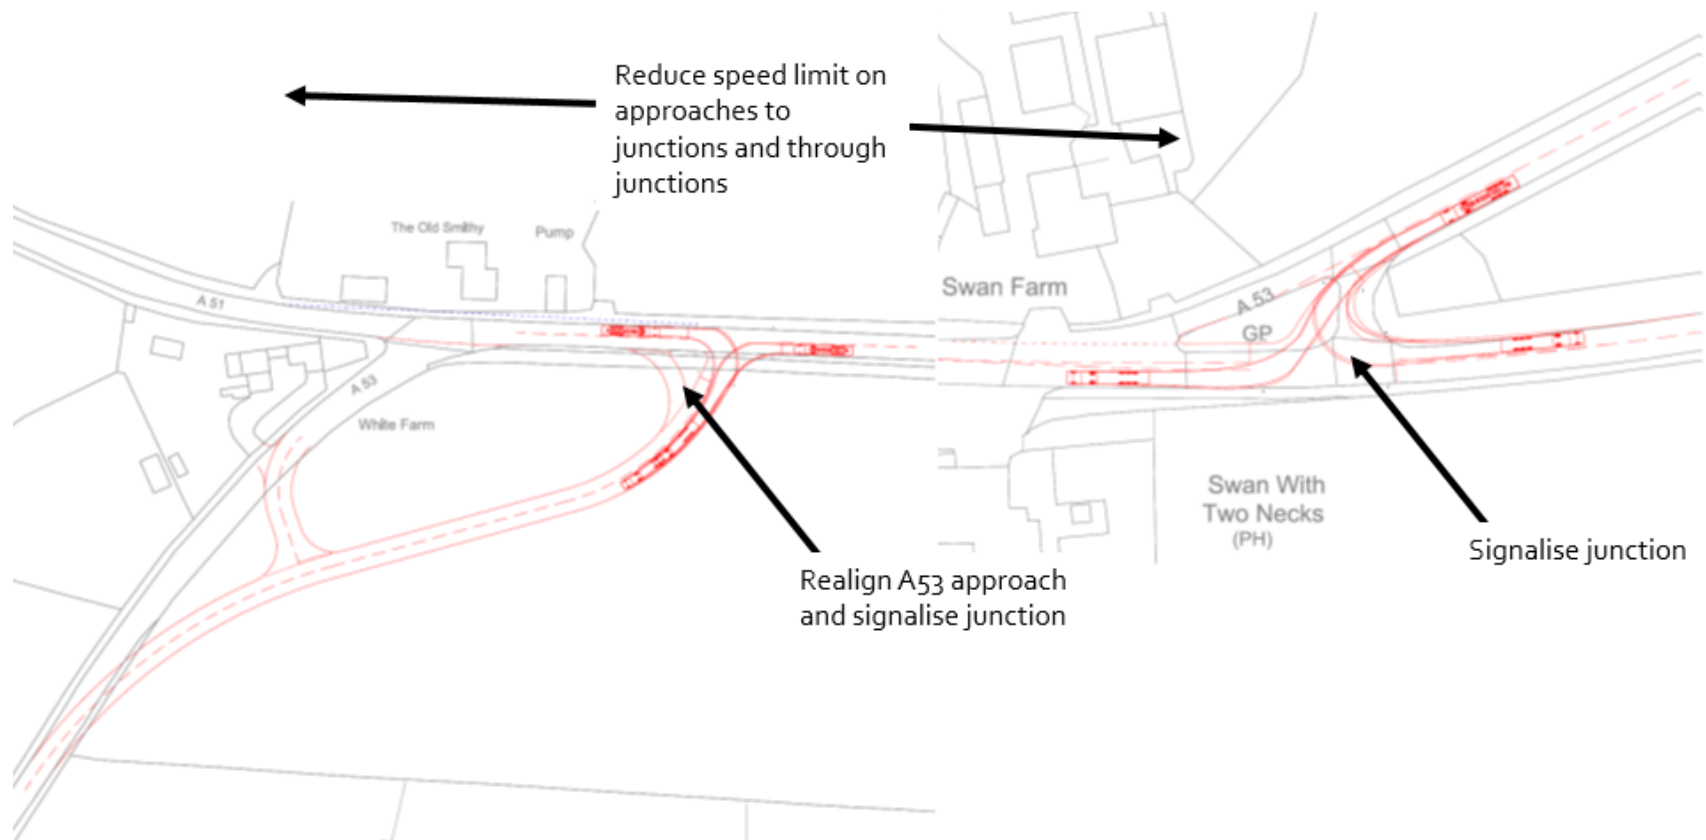 Reduce speed limit on
approaches to
junctions and through
junctions
The Old Smithy
Pump
A 51
A 53
White Farm
Swan Farm
A 53
GP
Swan With
Two Necks
(PH)
Signalise junction
Realign A53 approach
and signalise junction